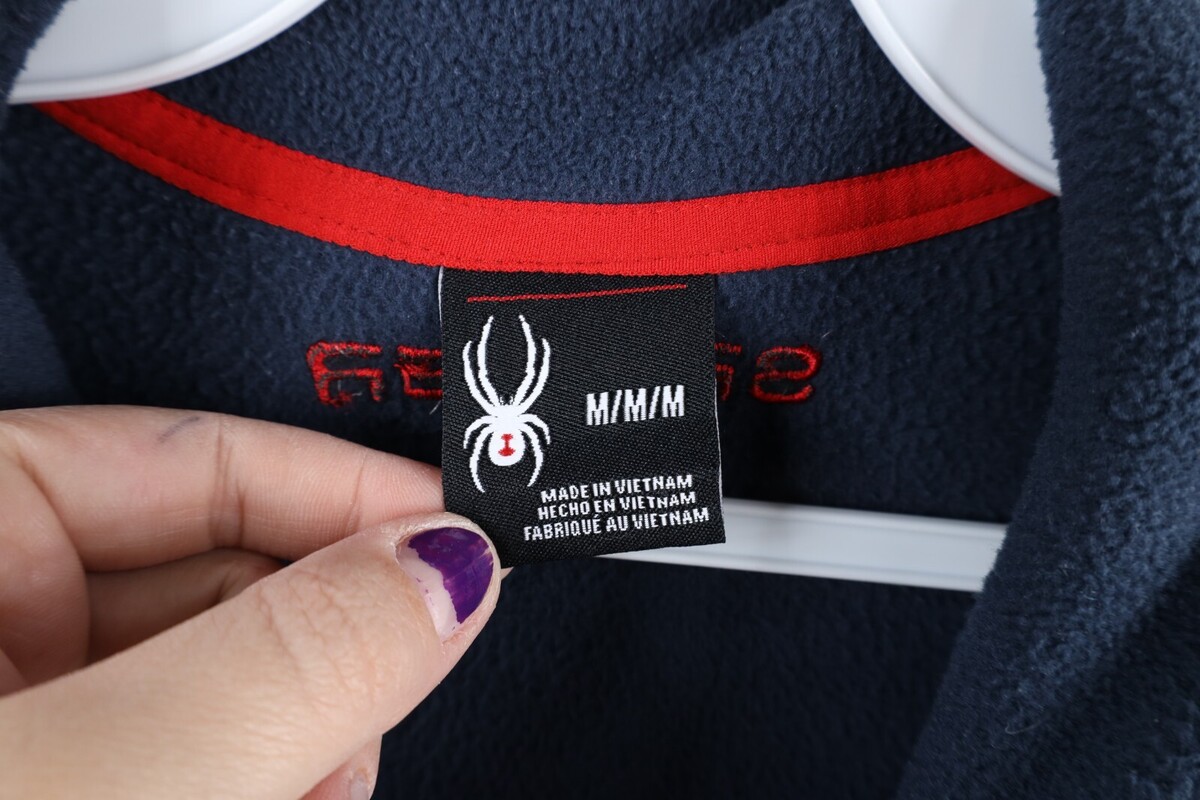 M/M/M
MADE IN VIETNAM
HECHO EN VIETNAM
FABRIQUÉ AU VIETNAM